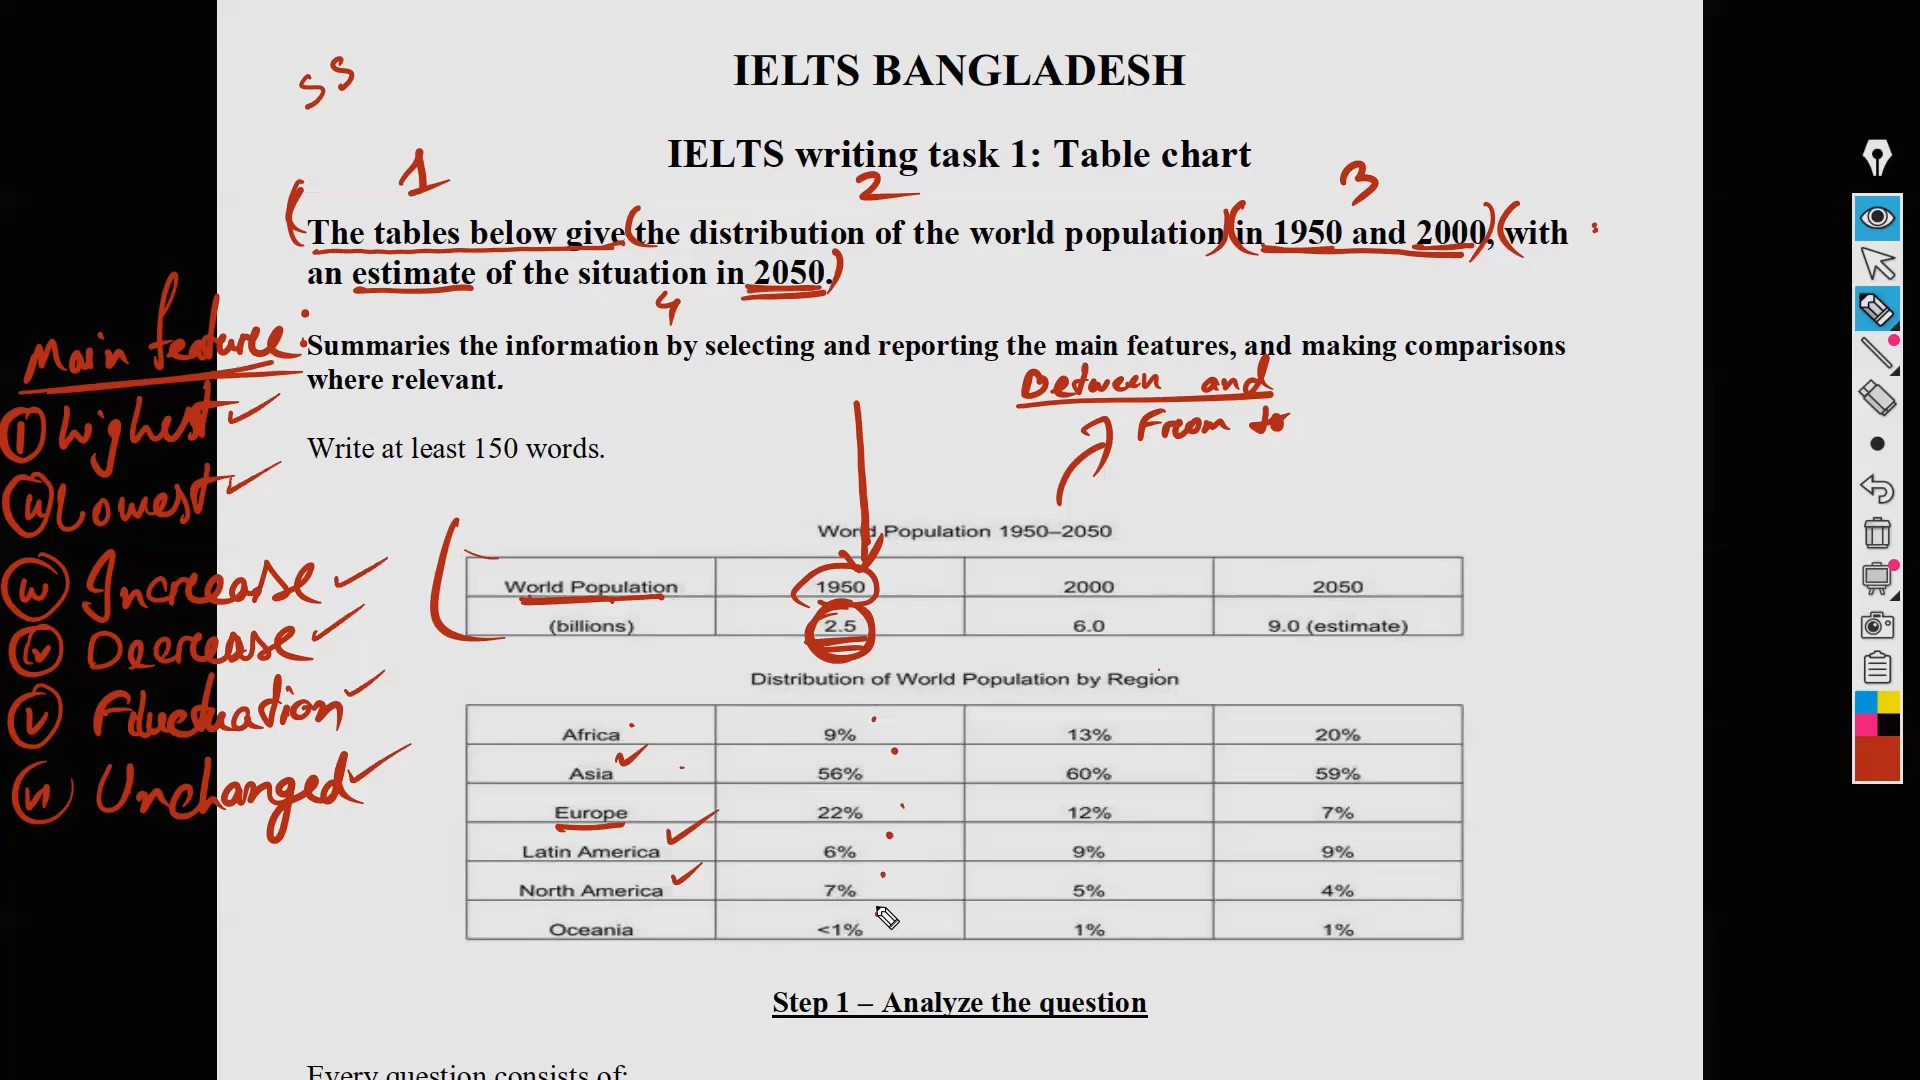 IELTS BANGLADESH
SS
IELTS writing task 1: Table chart
1 2 3
The tables below give the distribution of the world population in 1950 and 2000, with
an estimate of the situation in 2050.
4
Main feature:
Summaries the information by selecting and reporting the main features, and making comparisons
where relevant.
Between and
From to
Write at least 150 words.
Highest
Lowest
Increase
Decrease
Fluctuation
Unchanged
World Population 1950–2050
World Population 1950 2000 2050
(billions) 2.5 6.0 9.0 (estimate)
Distribution of World Population by Region
Africa 9% 13% 20%
Asia 56% 60% 59%
Europe 22% 12% 7%
Latin America 6% 9% 9%
North America 7% 5% 4%
Oceania <1% 1% 1%
Step 1 – Analyze the question
Every question consists of: